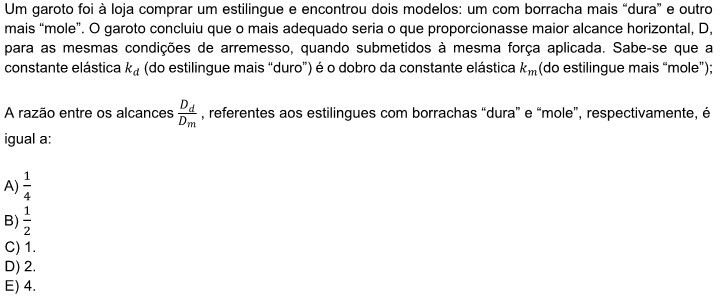 Um garoto foi à loja comprar um estilingue e encontrou dois modelos: um com borracha mais “dura” e outro
mais “mole”. O garoto concluiu que o mais adequado seria o que proporcionasse maior alcance horizontal, D,
para as mesmas condições de arremesso, quando submetidos à mesma força aplicada. Sabe-se que a
constante elástica k_d (do estilingue mais “duro”) é o dobro da constante elástica k_m(do estilingue mais “mole”);
A razão entre os alcances D_d/D_m , referentes aos estilingues com borrachas “dura” e “mole”, respectivamente, é
igual a:
A) 1/4
B) 1/2
C) 1.
D) 2.
E) 4.